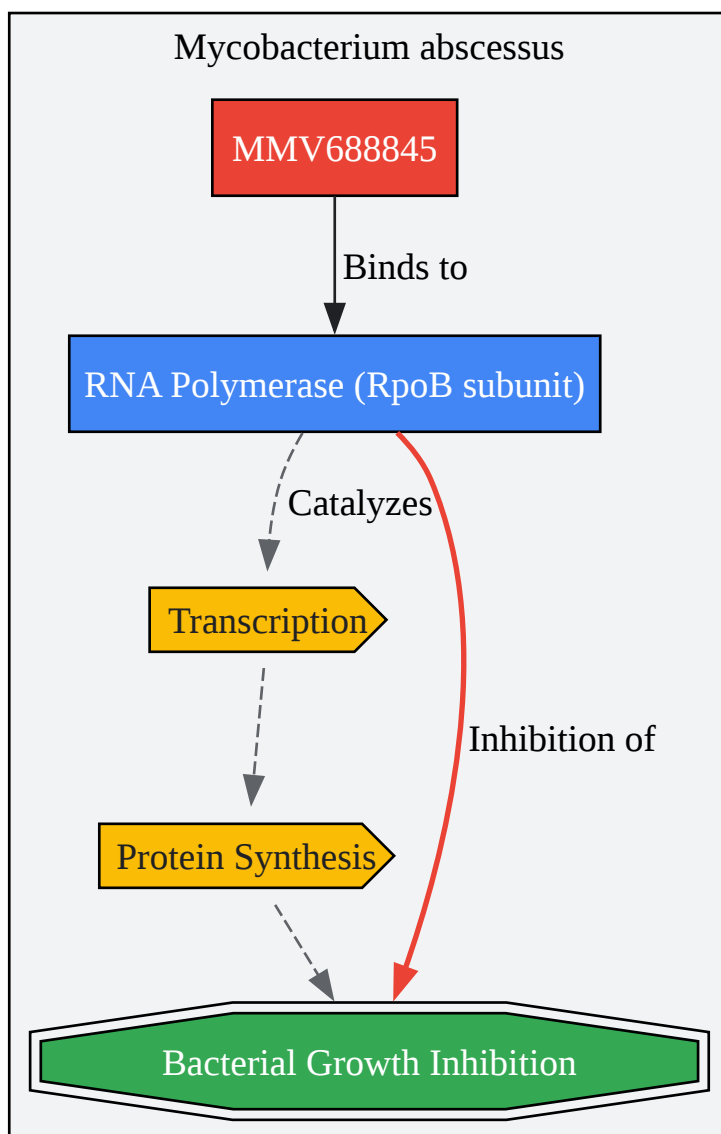 Mycobacterium abscessus
MMV688845
Binds to
RNA Polymerase (RpoB subunit)
Catalyzes
Transcription
Inhibition of
Protein Synthesis
Bacterial Growth Inhibition